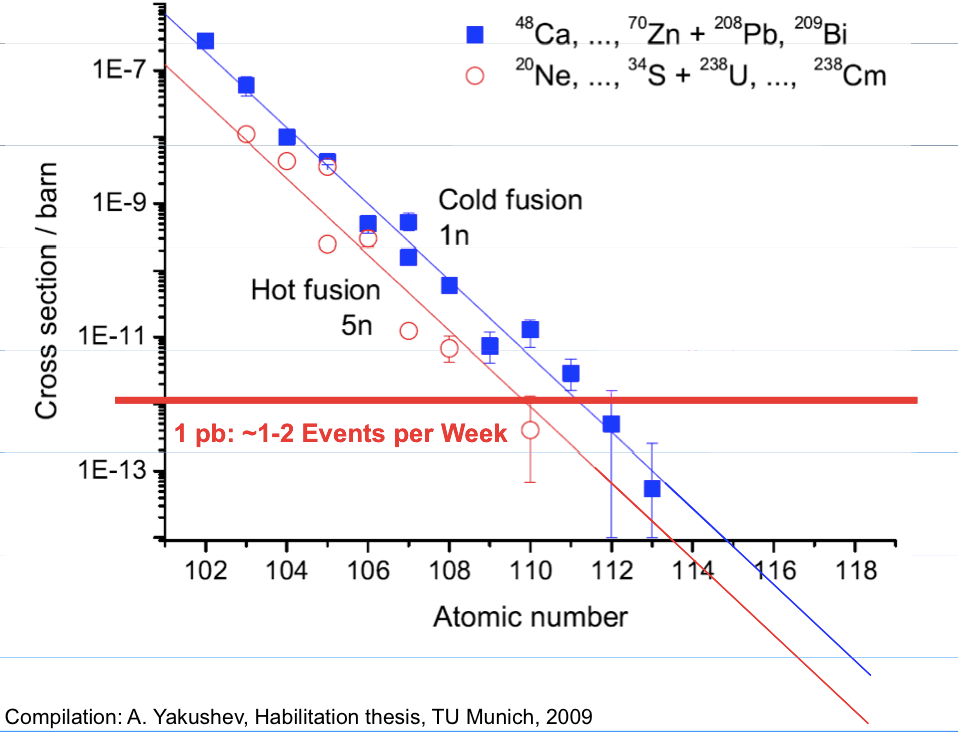 ⁴⁸Ca, ..., ⁷⁰Zn + ²⁰⁸Pb, ²⁰⁹Bi
²⁰Ne, ..., ³⁴S + ²³⁸U, ..., ²³⁸Cm
1E-7
1E-9
1E-11
1E-13
Cross section / barn
Cold fusion
1n
Hot fusion
5n
1 pb: ~1-2 Events per Week
102 104 106 108 110 112 114 116 118
Atomic number
Compilation: A. Yakushev, Habilitation thesis, TU Munich, 2009